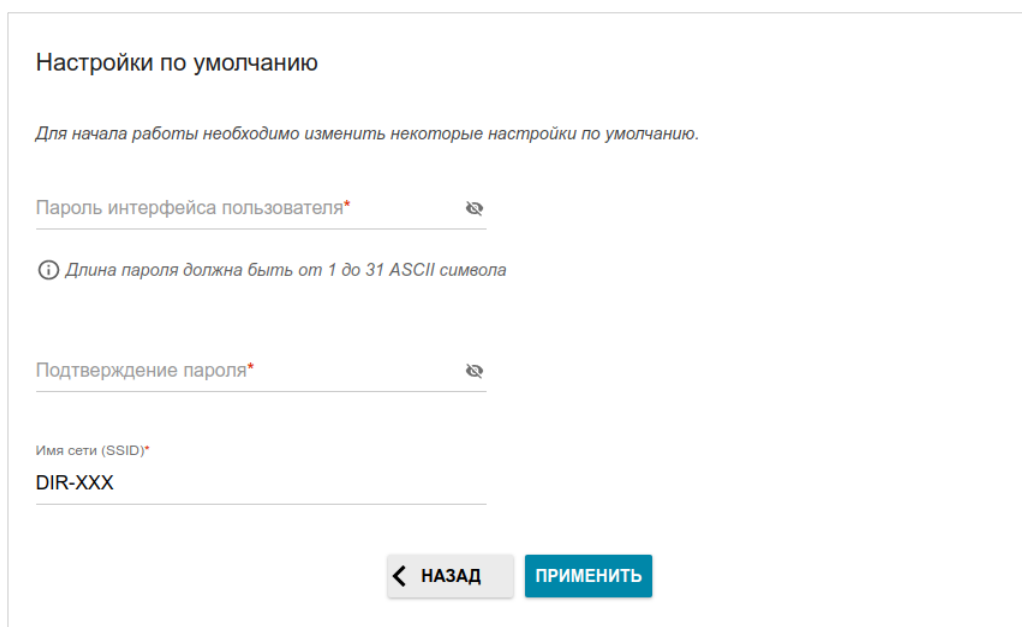 Настройки по умолчанию
Для начала работы необходимо изменить некоторые настройки по умолчанию.
Пароль интерфейса пользователя*
Длина пароля должна быть от 1 до 31 ASCII символа
Подтверждение пароля*
Имя сети (SSID)*
DIR-XXX
НАЗАД ПРИМЕНИТЬ